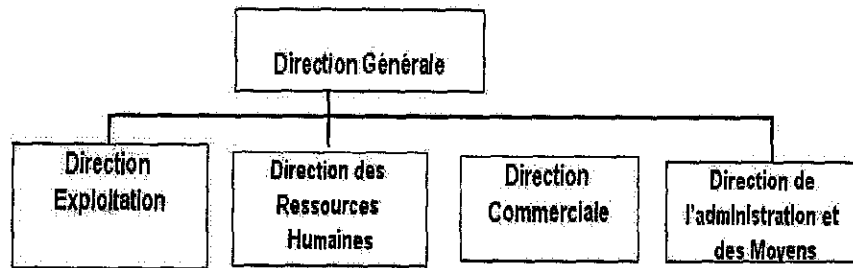 Direction Générale
Direction
Exploitation
Direction des
Ressources
Humaines
Direction
Commerciale
Direction de
l'administration et
des Moyens